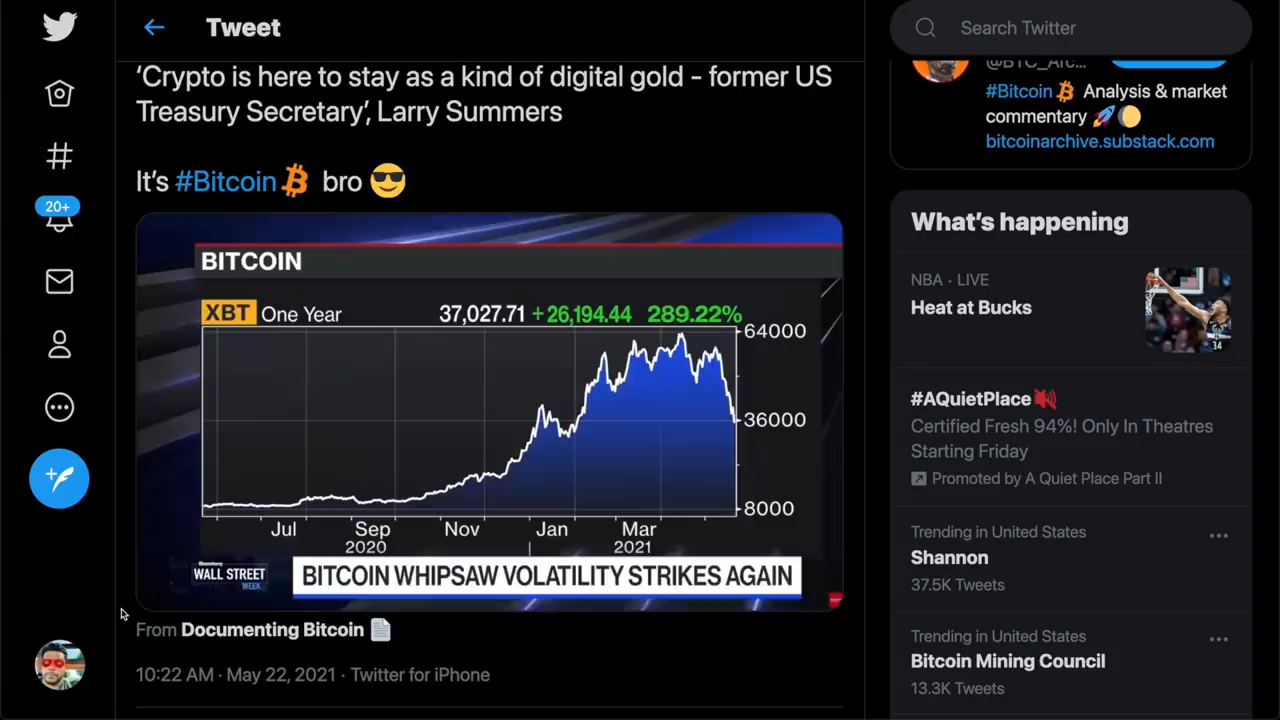 Tweet
‘Crypto is here to stay as a kind of digital gold - former US
Treasury Secretary’, Larry Summers
It’s #Bitcoin bro 😎
BITCOIN
XBT One Year 37,027.71 +26,194.44 289.22%
64000
36000
8000
Jul Sep Nov Jan Mar
2020 2021
Bloomberg
WALL STREET
WEEK
BITCOIN WHIPSAW VOLATILITY STRIKES AGAIN
From Documenting Bitcoin 📄
10:22 AM · May 22, 2021 · Twitter for iPhone
20+
Search Twitter
@BTC_Arc...
#Bitcoin Analysis & market
commentary 🚀🌔
bitcoinarchive.substack.com
What’s happening
NBA · LIVE
Heat at Bucks
34
#AQuietPlace
Certified Fresh 94%! Only In Theatres
Starting Friday
Promoted by A Quiet Place Part II
Trending in United States
Shannon
37.5K Tweets
Trending in United States
Bitcoin Mining Council
13.3K Tweets